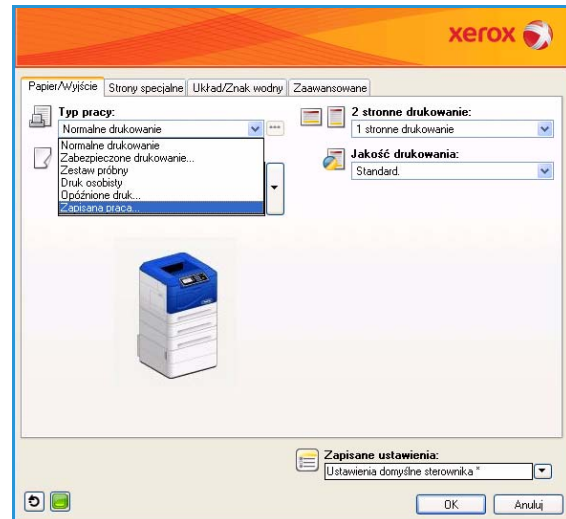 xerox
Papier/Wyjście Strony specjalne Układ/Znak wodny Zaawansowane
Typ pracy:
Normalne drukowanie
Normalne drukowanie
Zabezpieczone drukowanie...
Zestaw próbny
Druk osobisty
Opóźnione druk...
Zapisana praca...
2 stronne drukowanie:
1 stronne drukowanie
Jakość drukowania:
Standard.
Zapisane ustawienia:
Ustawienia domyślne sterownika *
OK Anuluj